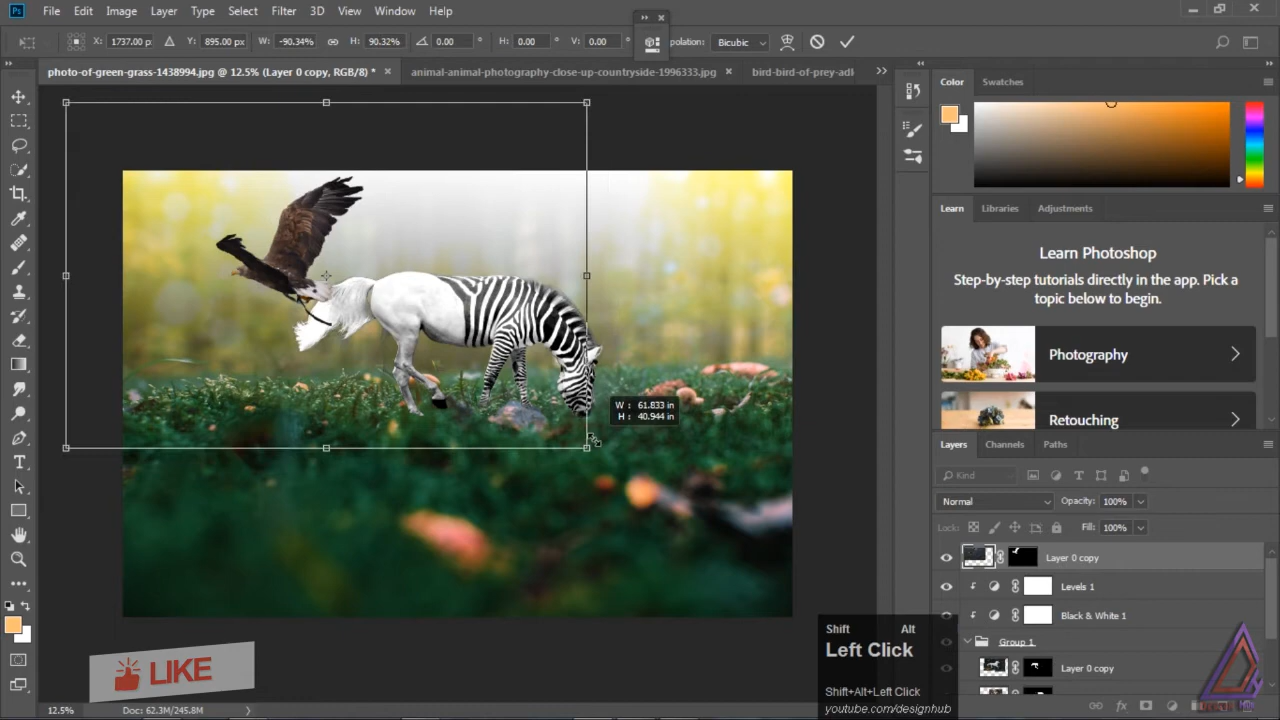 Ps File Edit Image Layer Type Select Filter 3D View Window Help
X: 1737.00 px Y: 895.00 px W: -90.34% H: 90.32% 0.00 ° H: 0.00 ° V: 0.00 polation: Bicubic
photo-of-green-grass-1438994.jpg @ 12.5% (Layer 0 copy, RGB/8) * × animal-animal-photography-close-up-countryside-1996333.jpg × bird-bird-of-prey-adl
Color Swatches
Learn Libraries Adjustments
Learn Photoshop
Step-by-step tutorials directly in the app. Pick a
topic below to begin.
Photography
Retouching
W : 61.833 in
H : 40.944 in
Layers Channels Paths
Kind
Normal Opacity: 100%
Lock: Fill: 100%
Layer 0 copy
Levels 1
Black & White 1
Group 1
Layer 0 copy
Shift Alt
Left Click
Shift+Alt+Left Click
youtube.com/designhub
LIKE
12.5% Doc: 62.3M/245.8M